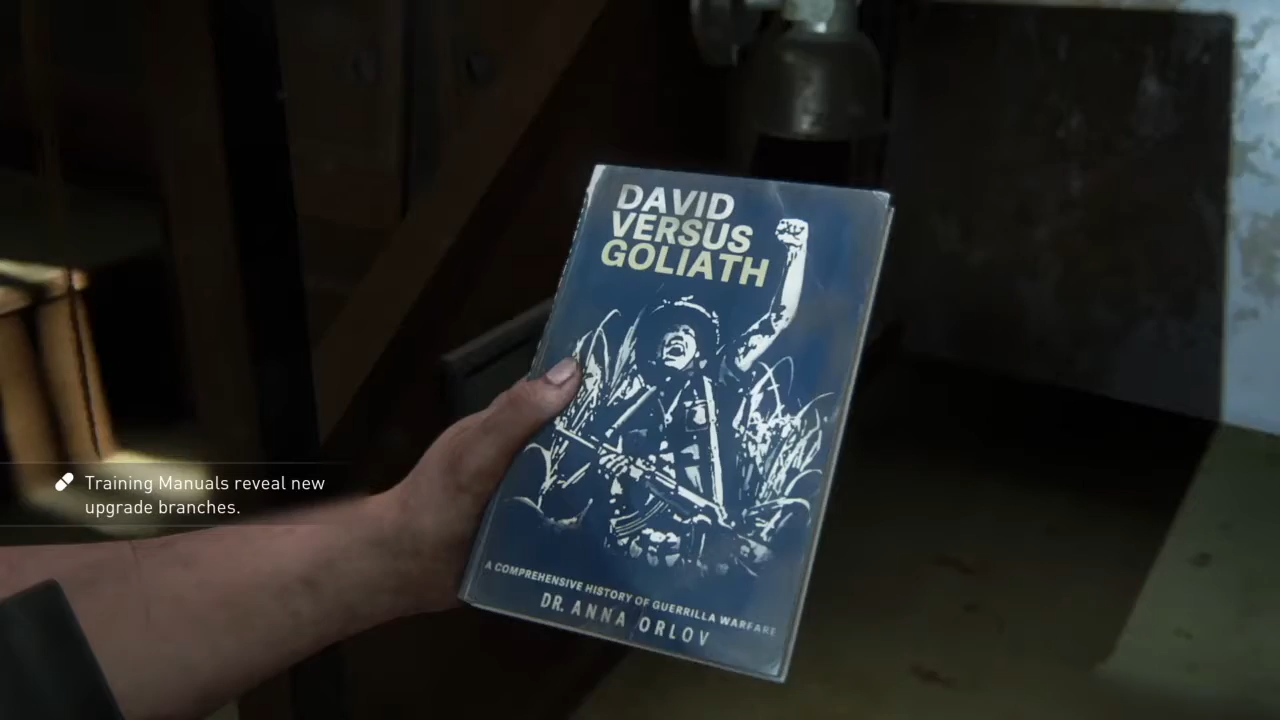 DAVID
VERSUS
GOLIATH
A COMPREHENSIVE HISTORY OF GUERRILLA WARFARE
DR. ANNA ORLOV
Training Manuals reveal new
upgrade branches.